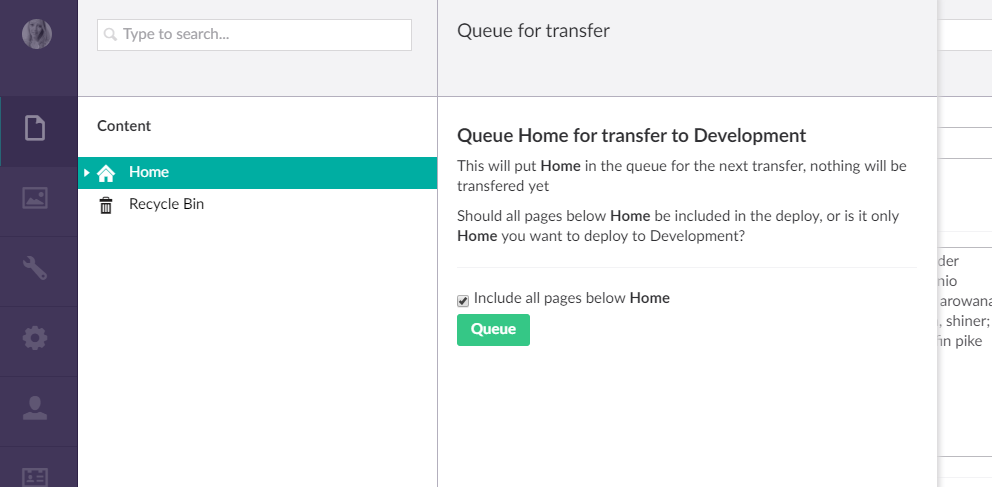 Type to search...
Content
Home
Recycle Bin
Queue for transfer
Queue Home for transfer to Development
This will put Home in the queue for the next transfer, nothing will be
transfered yet
Should all pages below Home be included in the deploy, or is it only
Home you want to deploy to Development?
Include all pages below Home
Queue
arowana
shiner;
pike